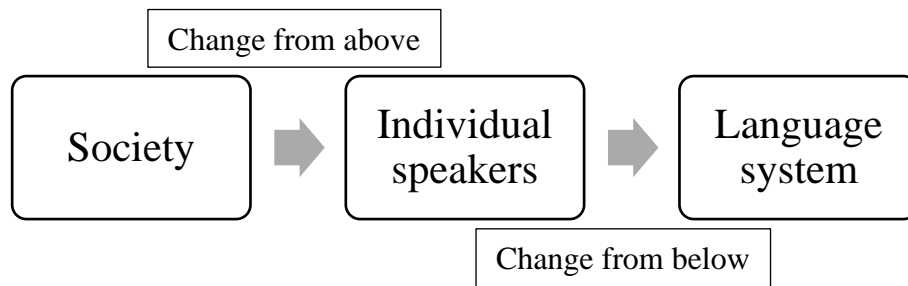 Change from above
Society
Individual
speakers
Language
system
Change from below